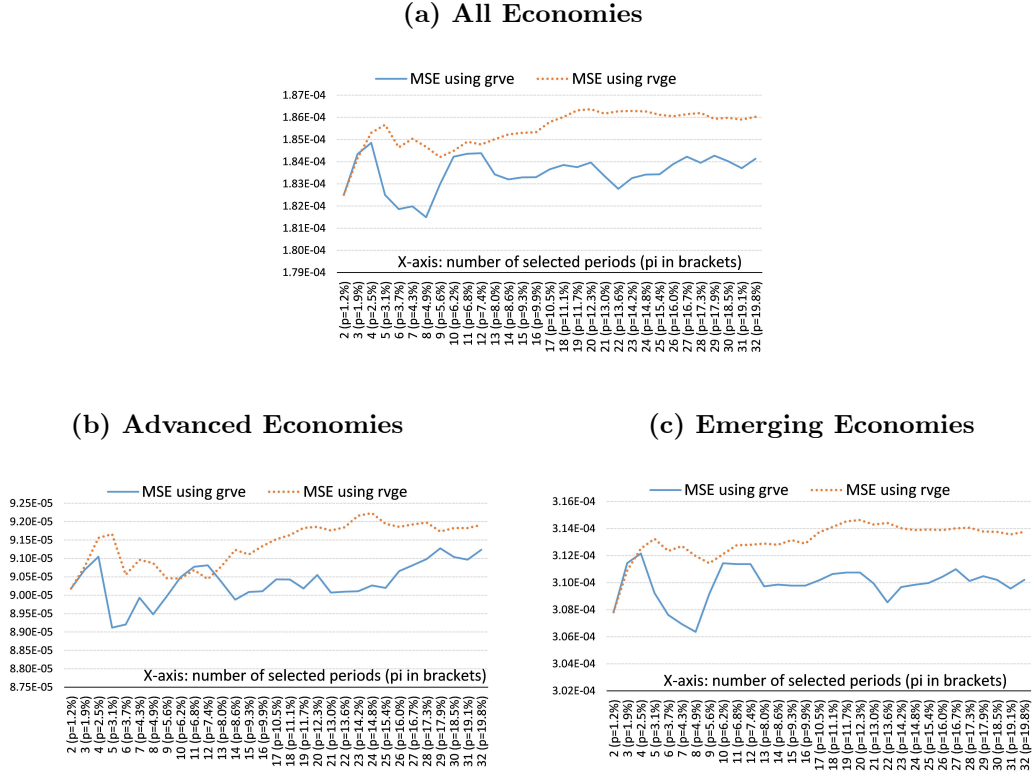 (a) All Economies
MSE using grve
MSE using rvge
1.87E-04
1.86E-04
1.85E-04
1.84E-04
1.83E-04
1.82E-04
1.81E-04
1.80E-04
1.79E-04
X-axis: number of selected periods (pi in brackets)
2 (p=1.2%)
3 (p=1.9%)
4 (p=2.5%)
5 (p=3.1%)
6 (p=3.7%)
7 (p=4.3%)
8 (p=4.9%)
9 (p=5.6%)
10 (p=6.2%)
11 (p=6.8%)
12 (p=7.4%)
13 (p=8.0%)
14 (p=8.6%)
15 (p=9.3%)
16 (p=9.9%)
17 (p=10.5%)
18 (p=11.1%)
19 (p=11.7%)
20 (p=12.3%)
21 (p=13.0%)
22 (p=13.6%)
23 (p=14.2%)
24 (p=14.8%)
25 (p=15.4%)
26 (p=16.0%)
27 (p=16.7%)
28 (p=17.3%)
29 (p=17.9%)
30 (p=18.5%)
31 (p=19.1%)
32 (p=19.8%)
(b) Advanced Economies
MSE using grve
MSE using rvge
9.25E-05
9.20E-05
9.15E-05
9.10E-05
9.05E-05
9.00E-05
8.95E-05
8.90E-05
8.85E-05
8.80E-05
8.75E-05
X-axis: number of selected periods (pi in brackets)
2 (p=1.2%)
3 (p=1.9%)
4 (p=2.5%)
5 (p=3.1%)
6 (p=3.7%)
7 (p=4.3%)
8 (p=4.9%)
9 (p=5.6%)
10 (p=6.2%)
11 (p=6.8%)
12 (p=7.4%)
13 (p=8.0%)
14 (p=8.6%)
15 (p=9.3%)
16 (p=9.9%)
17 (p=10.5%)
18 (p=11.1%)
19 (p=11.7%)
20 (p=12.3%)
21 (p=13.0%)
22 (p=13.6%)
23 (p=14.2%)
24 (p=14.8%)
25 (p=15.4%)
26 (p=16.0%)
27 (p=16.7%)
28 (p=17.3%)
29 (p=17.9%)
30 (p=18.5%)
31 (p=19.1%)
32 (p=19.8%)
(c) Emerging Economies
MSE using grve
MSE using rvge
3.16E-04
3.14E-04
3.12E-04
3.10E-04
3.08E-04
3.06E-04
3.04E-04
3.02E-04
X-axis: number of selected periods (pi in brackets)
2 (p=1.2%)
3 (p=1.9%)
4 (p=2.5%)
5 (p=3.1%)
6 (p=3.7%)
7 (p=4.3%)
8 (p=4.9%)
9 (p=5.6%)
10 (p=6.2%)
11 (p=6.8%)
12 (p=7.4%)
13 (p=8.0%)
14 (p=8.6%)
15 (p=9.3%)
16 (p=9.9%)
17 (p=10.5%)
18 (p=11.1%)
19 (p=11.7%)
20 (p=12.3%)
21 (p=13.0%)
22 (p=13.6%)
23 (p=14.2%)
24 (p=14.8%)
25 (p=15.4%)
26 (p=16.0%)
27 (p=16.7%)
28 (p=17.3%)
29 (p=17.9%)
30 (p=18.5%)
31 (p=19.1%)
32 (p=19.8%)